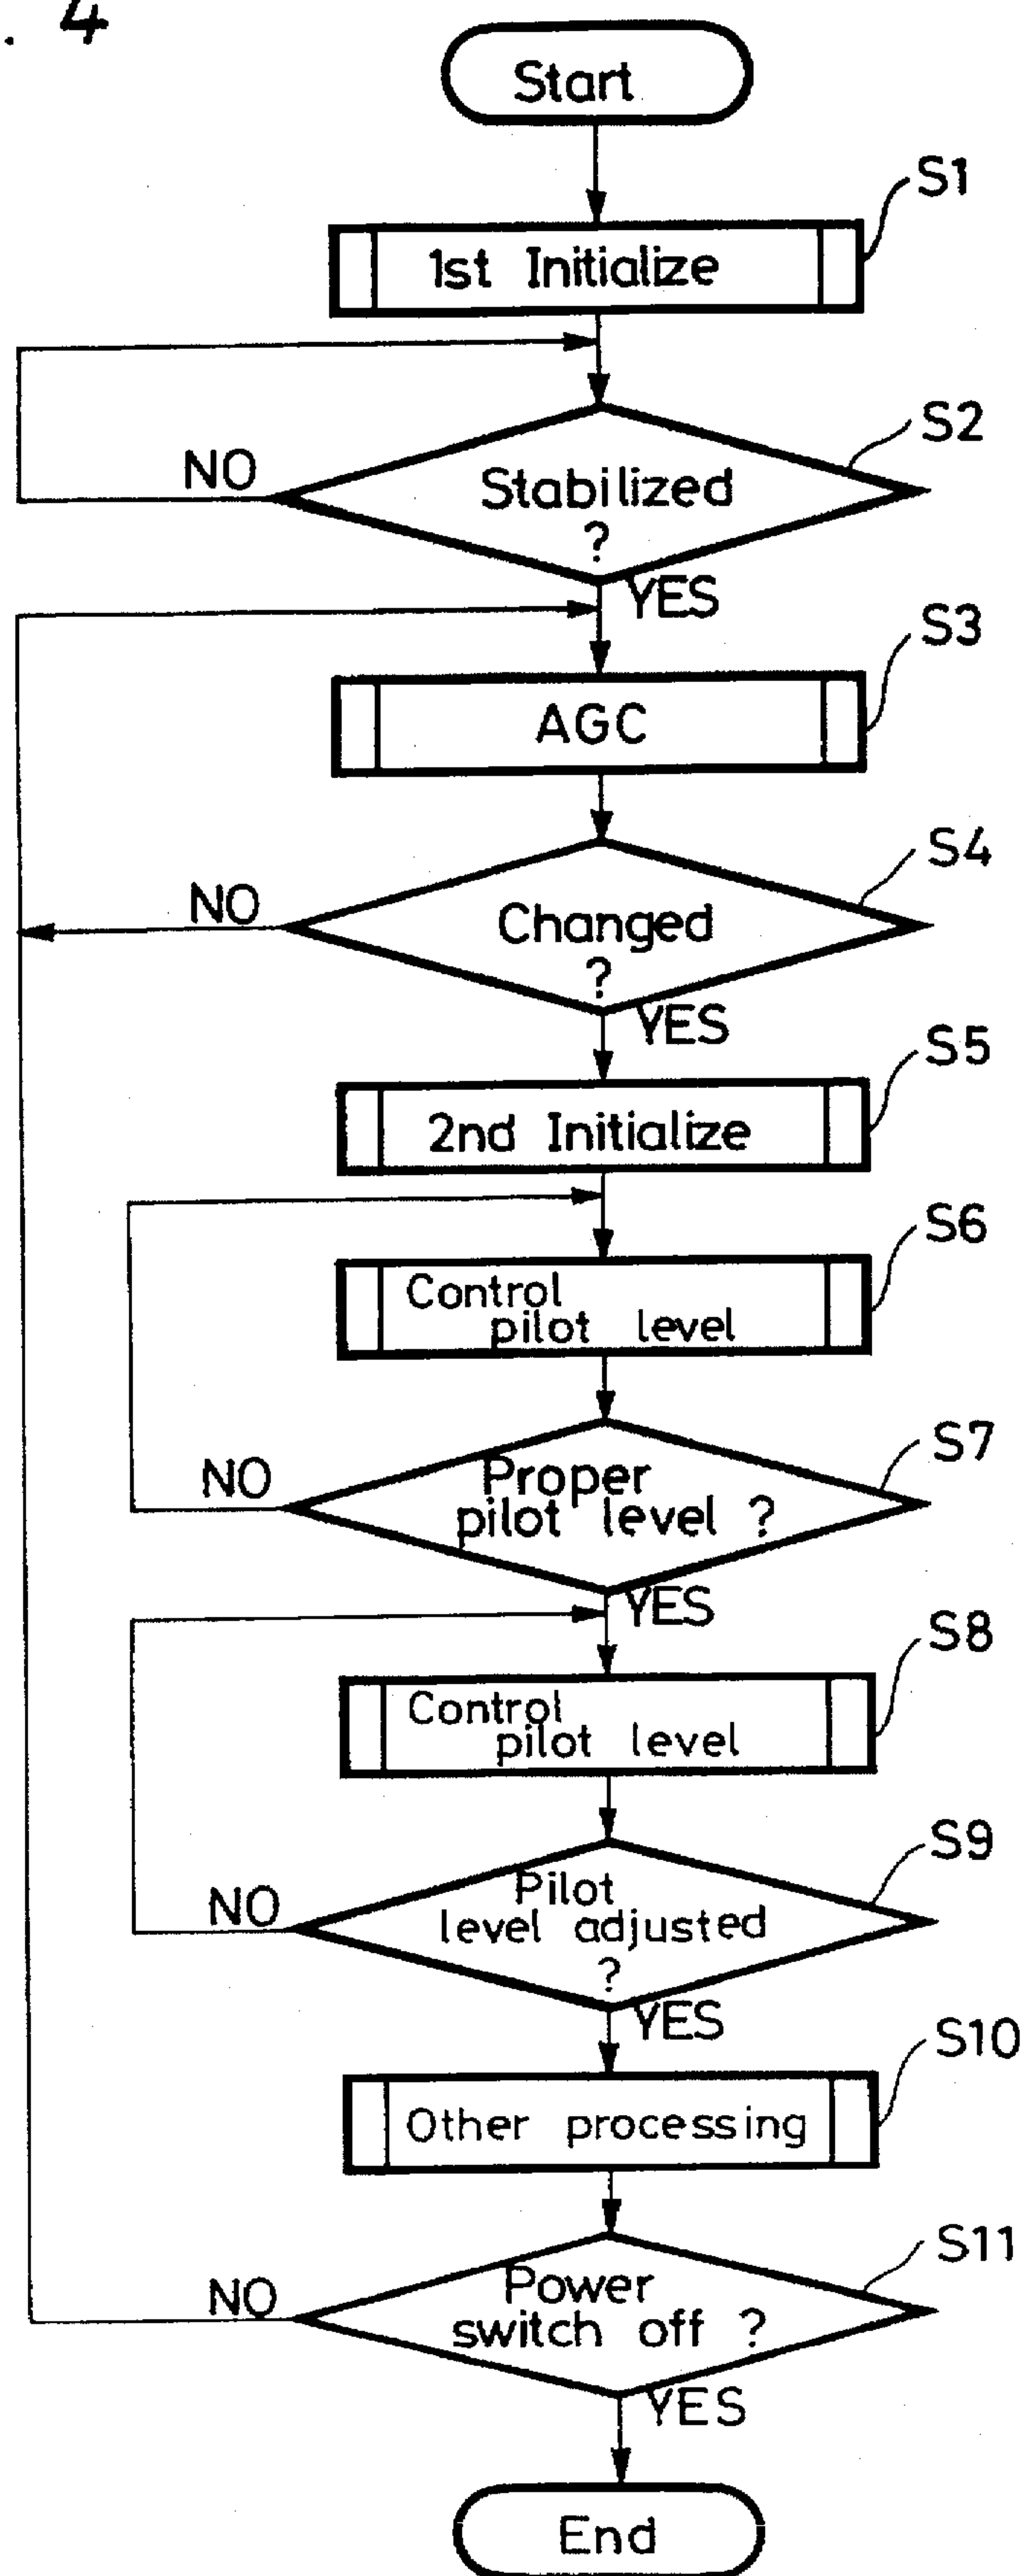 . 4
Start
S1
1st Initialize
S2
NO
Stabilized
?
YES
S3
AGC
S4
NO
Changed
?
YES
S5
2nd Initialize
S6
Control
pilot level
S7
NO
Proper
pilot level ?
YES
S8
Control
pilot level
S9
NO
Pilot
level adjusted
?
YES
S10
Other processing
S11
NO
Power
switch off ?
YES
End